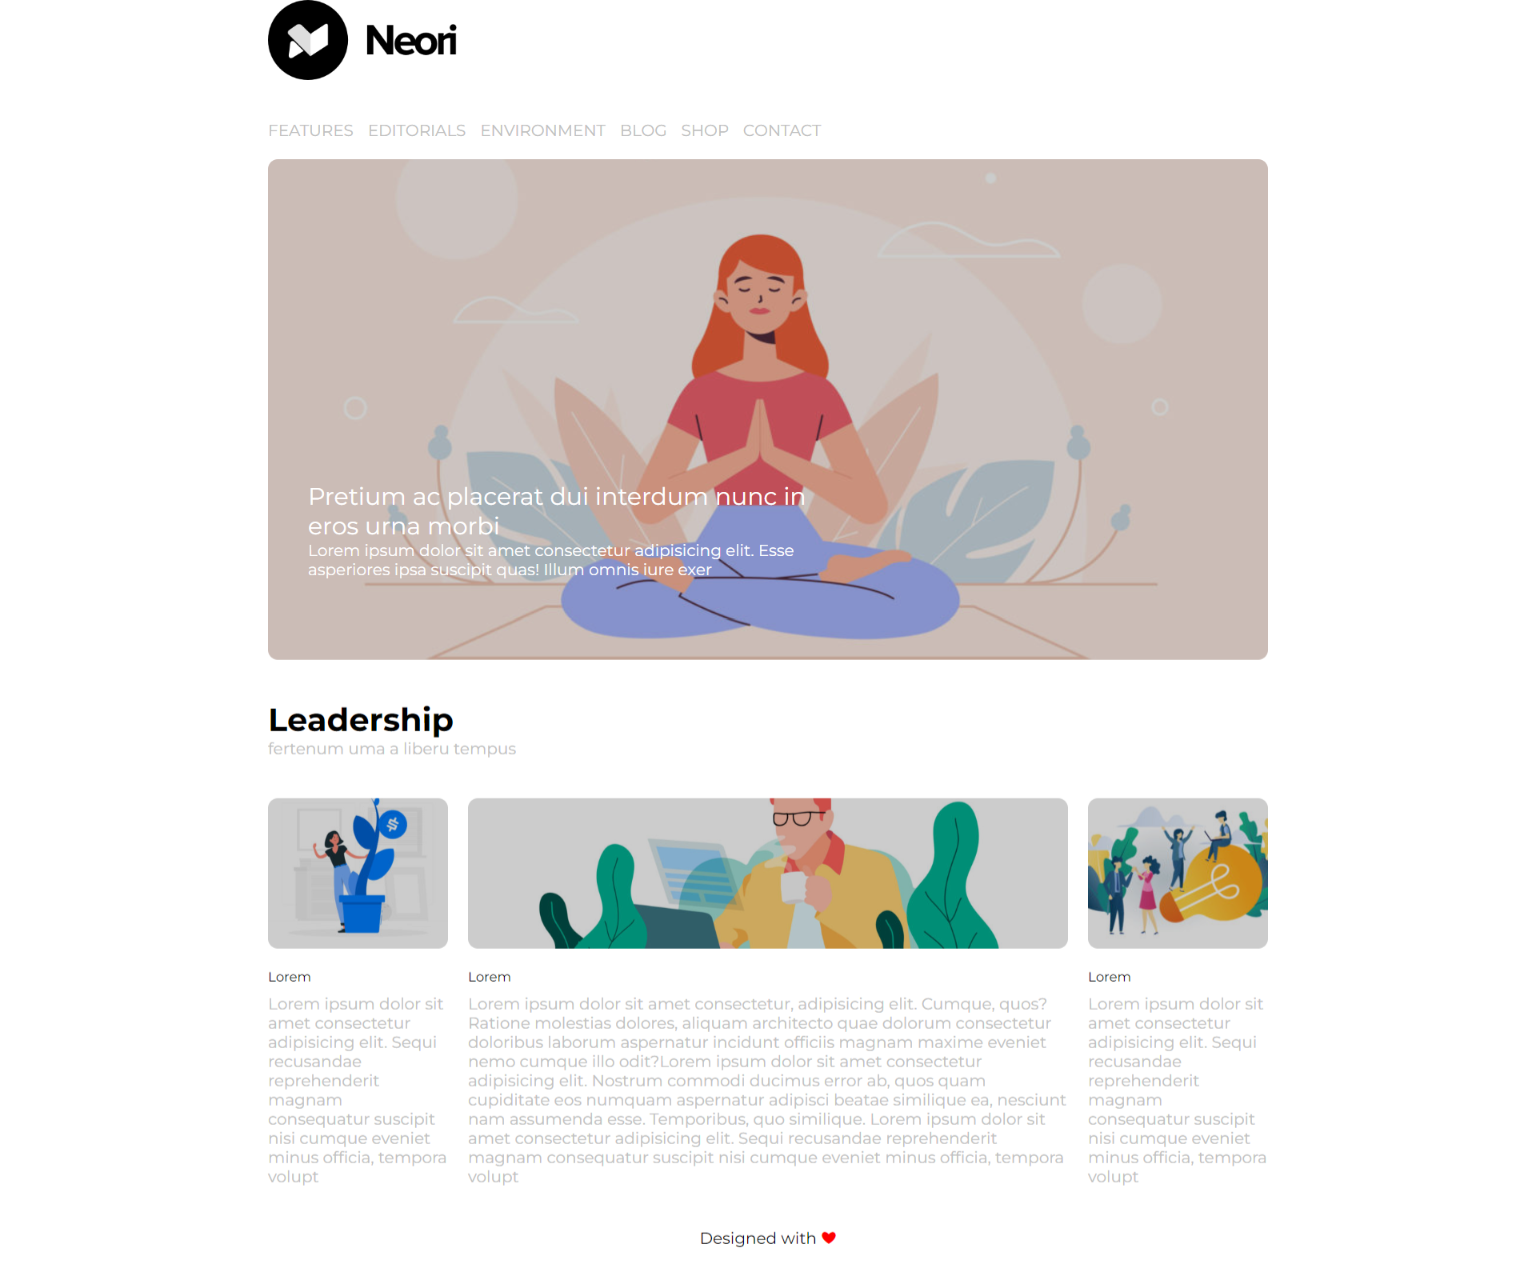 Neori
FEATURES EDITORIALS ENVIRONMENT BLOG SHOP CONTACT
Pretium ac placerat dui interdum nunc in
eros urna morbi
Lorem ipsum dolor sit amet consectetur adipisicing elit. Esse
asperiores ipsa suscipit quas! Illum omnis iure exer
Leadership
fertenum uma a liberu tempus
$
Lorem
Lorem ipsum dolor sit
amet consectetur
adipisicing elit. Sequi
recusandae
reprehenderit
magnam
consequatur suscipit
nisi cumque eveniet
minus officia, tempora
volupt
Lorem
Lorem ipsum dolor sit amet consectetur, adipisicing elit. Cumque, quos?
Ratione molestias dolores, aliquam architecto quae dolorum consectetur
doloribus laborum aspernatur incidunt officiis magnam maxime eveniet
nemo cumque illo odit?Lorem ipsum dolor sit amet consectetur
adipisicing elit. Nostrum commodi ducimus error ab, quos quam
cupiditate eos numquam aspernatur adipisci beatae similique ea, nesciunt
nam assumenda esse. Temporibus, quo similique. Lorem ipsum dolor sit
amet consectetur adipisicing elit. Sequi recusandae reprehenderit
magnam consequatur suscipit nisi cumque eveniet minus officia, tempora
volupt
Lorem
Lorem ipsum dolor sit
amet consectetur
adipisicing elit. Sequi
recusandae
reprehenderit
magnam
consequatur suscipit
nisi cumque eveniet
minus officia, tempora
volupt
Designed with ❤